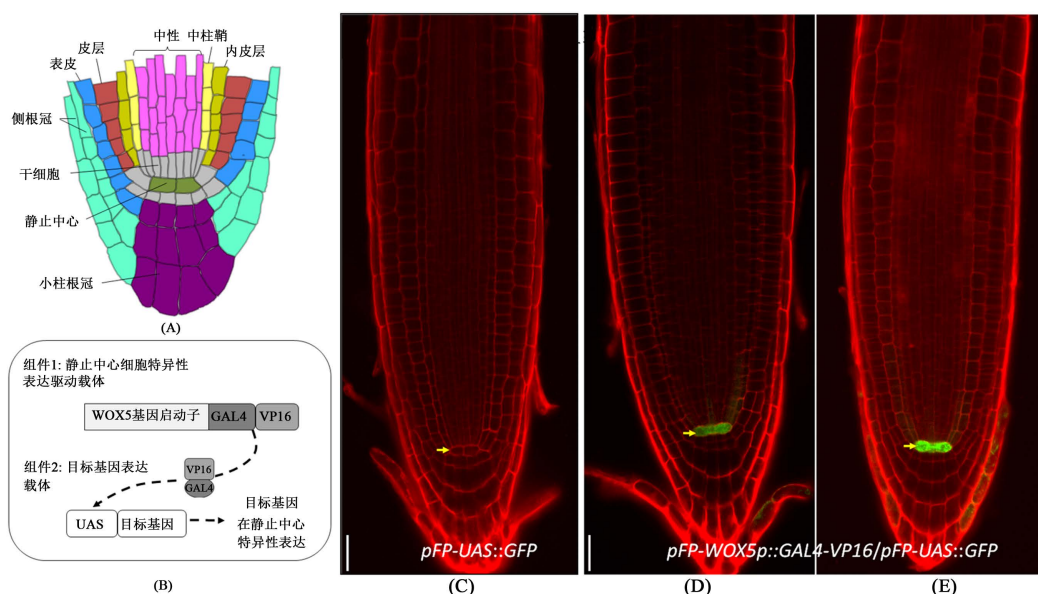 中性 中柱鞘
皮层
内皮层
表皮
侧根冠
干细胞
静止中心
小柱根冠
(A)
组件1: 静止中心细胞特异性
表达驱动载体
WOX5基因启动子 GAL4 VP16
组件2: 目标基因表达
载体
VP16
GAL4
UAS 目标基因
目标基因
在静止中心
特异性表达
(B)
pFP-UAS::GFP
(C)
pFP-WOX5p::GAL4-VP16/pFP-UAS::GFP
(D)
(E)